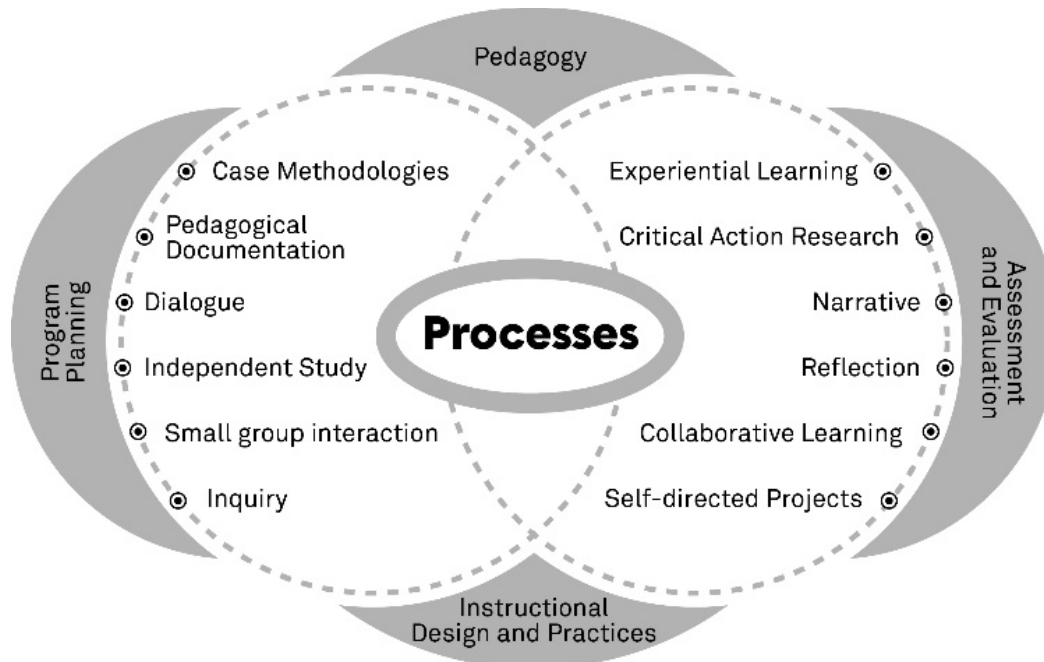 Pedagogy
Program
Planning
Case Methodologies
Pedagogical
Documentation
Dialogue
Independent Study
Small group interaction
Inquiry
Processes
Experiential Learning
Critical Action Research
Narrative
Reflection
Collaborative Learning
Self-directed Projects
Assessment
and Evaluation
Instructional
Design and Practices